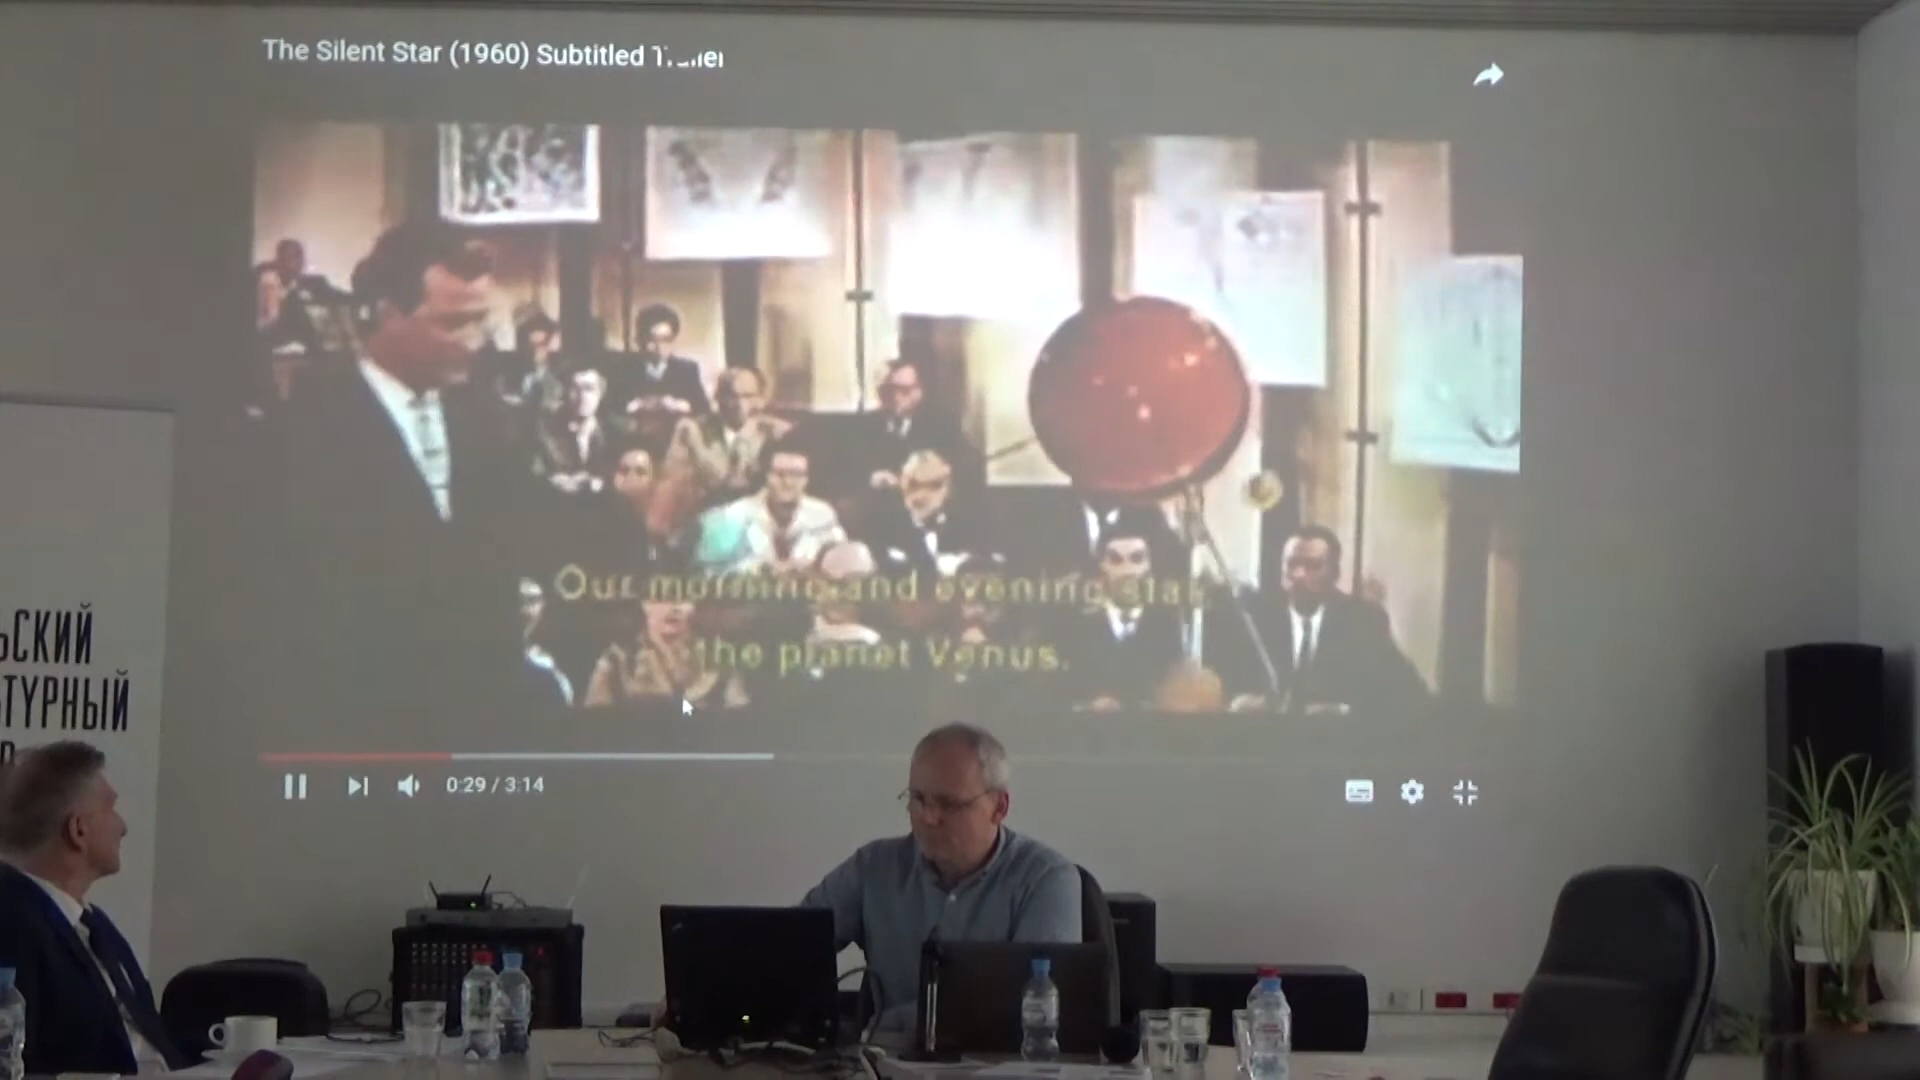 The Silent Star (1960) Subtitled
Our morning and evening star,
the planet Venus.
0:29 / 3:14
ЬСКИЙ
ТУРНЫЙ